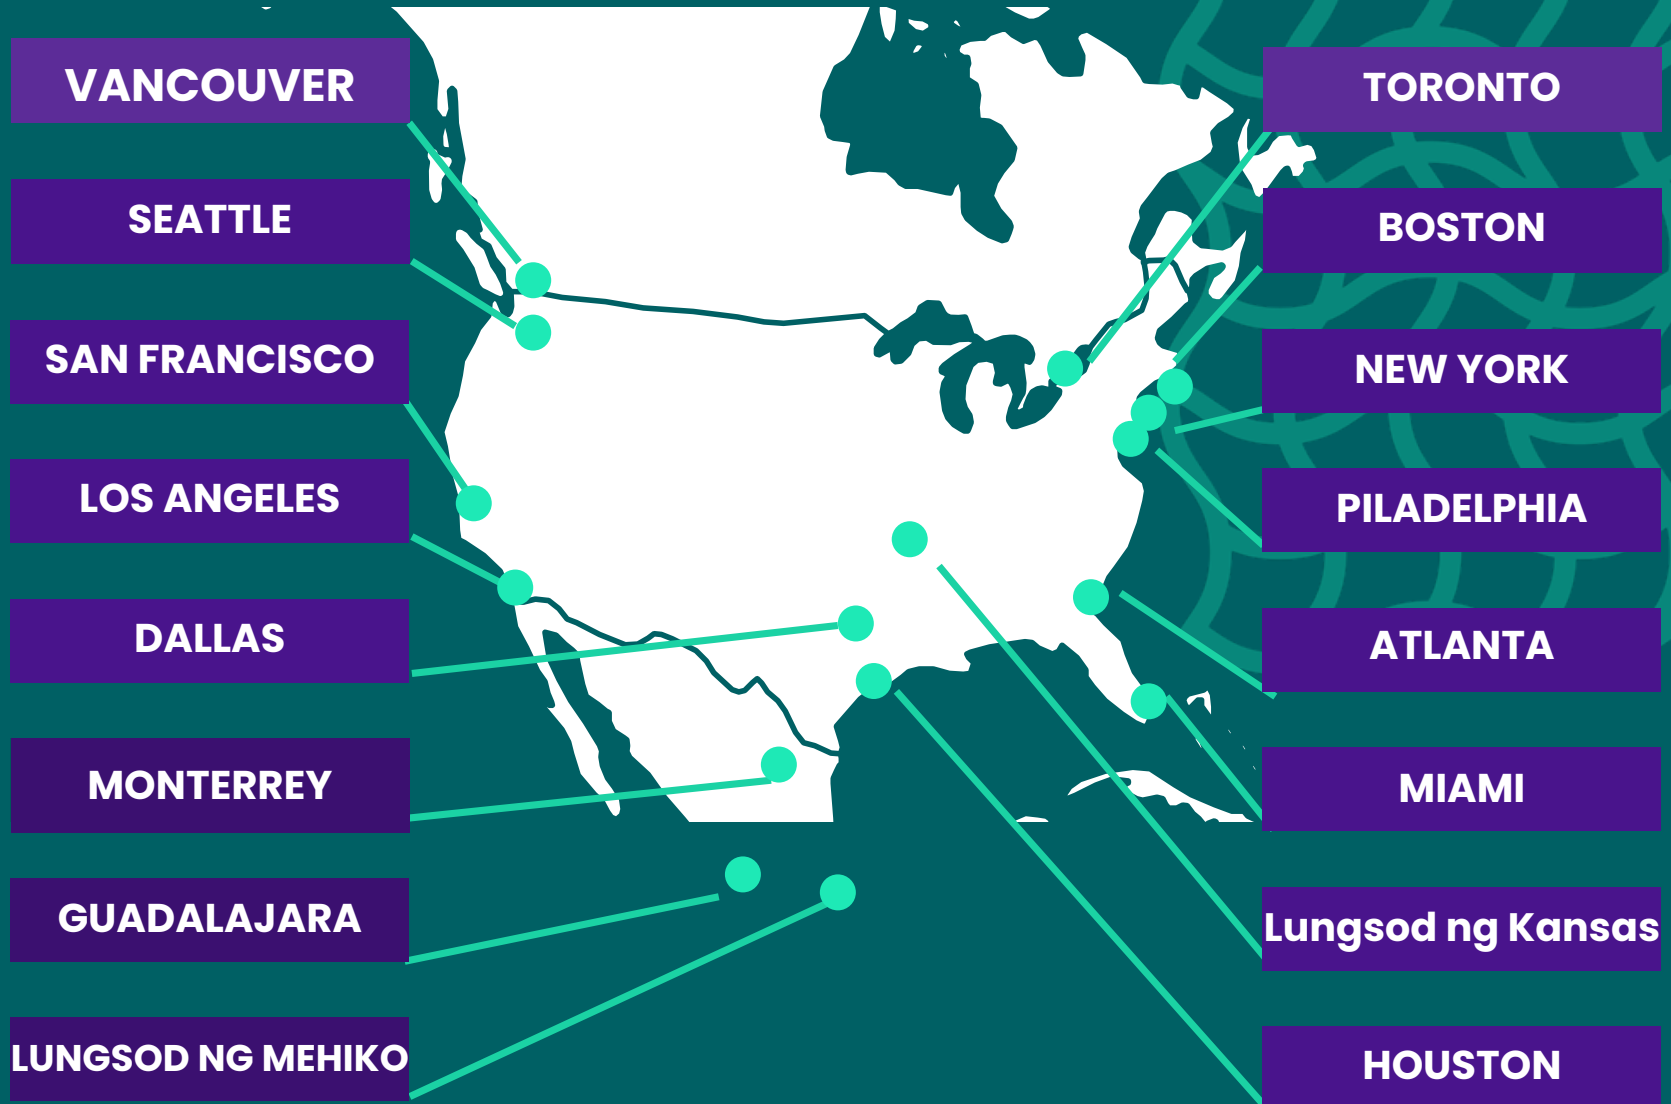 VANCOUVER
SEATTLE
SAN FRANCISCO
LOS ANGELES
DALLAS
MONTERREY
GUADALAJARA
LUNGSOD NG MEHIKO
TORONTO
BOSTON
NEW YORK
PILADELPHIA
ATLANTA
MIAMI
Lungsod ng Kansas
HOUSTON